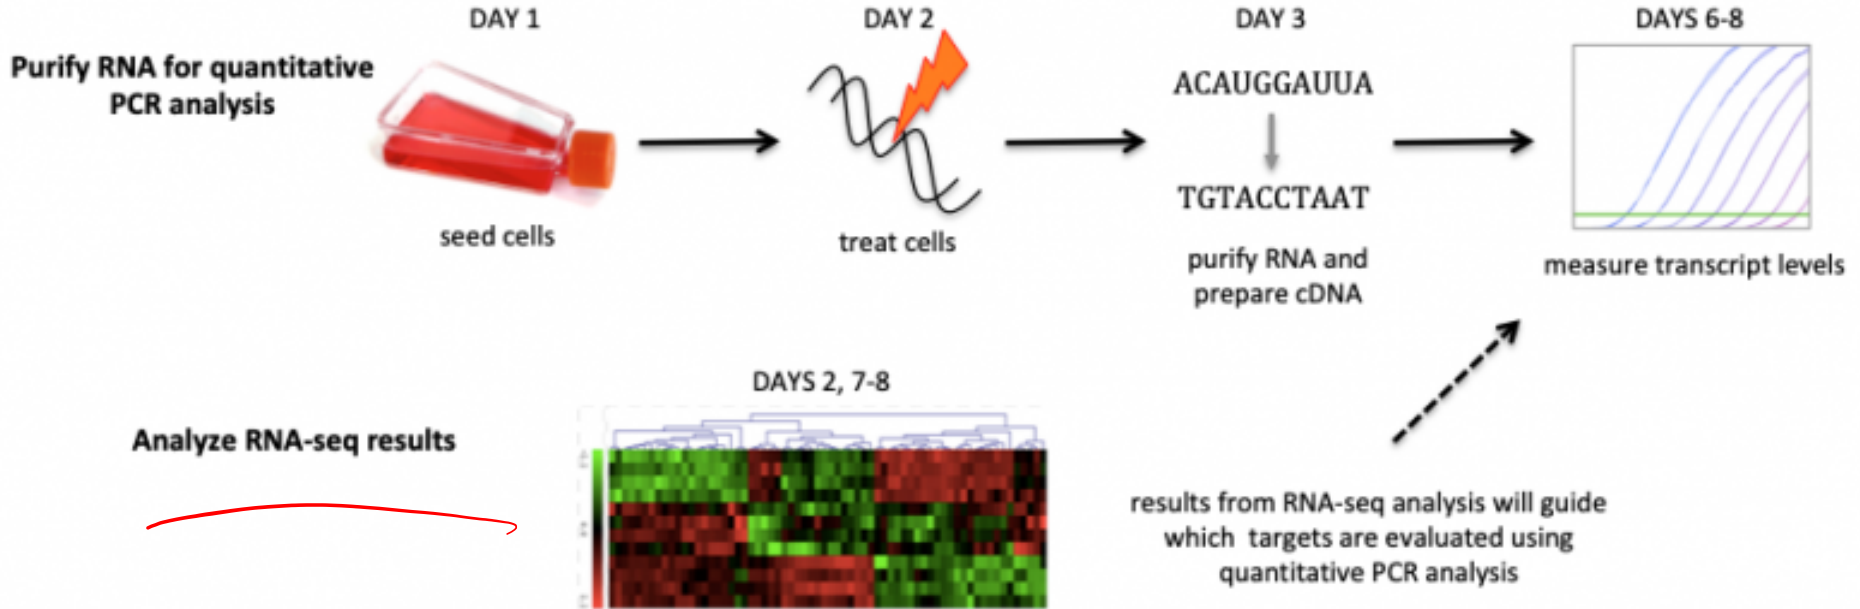 DAY 1
DAY 2
DAY 3
DAYS 6-8
Purify RNA for quantitative
PCR analysis
ACAUGGAUUA
TGTACCTAAT
seed cells
treat cells
purify RNA and
prepare cDNA
measure transcript levels
DAYS 2, 7-8
Analyze RNA-seq results
results from RNA-seq analysis will guide
which targets are evaluated using
quantitative PCR analysis